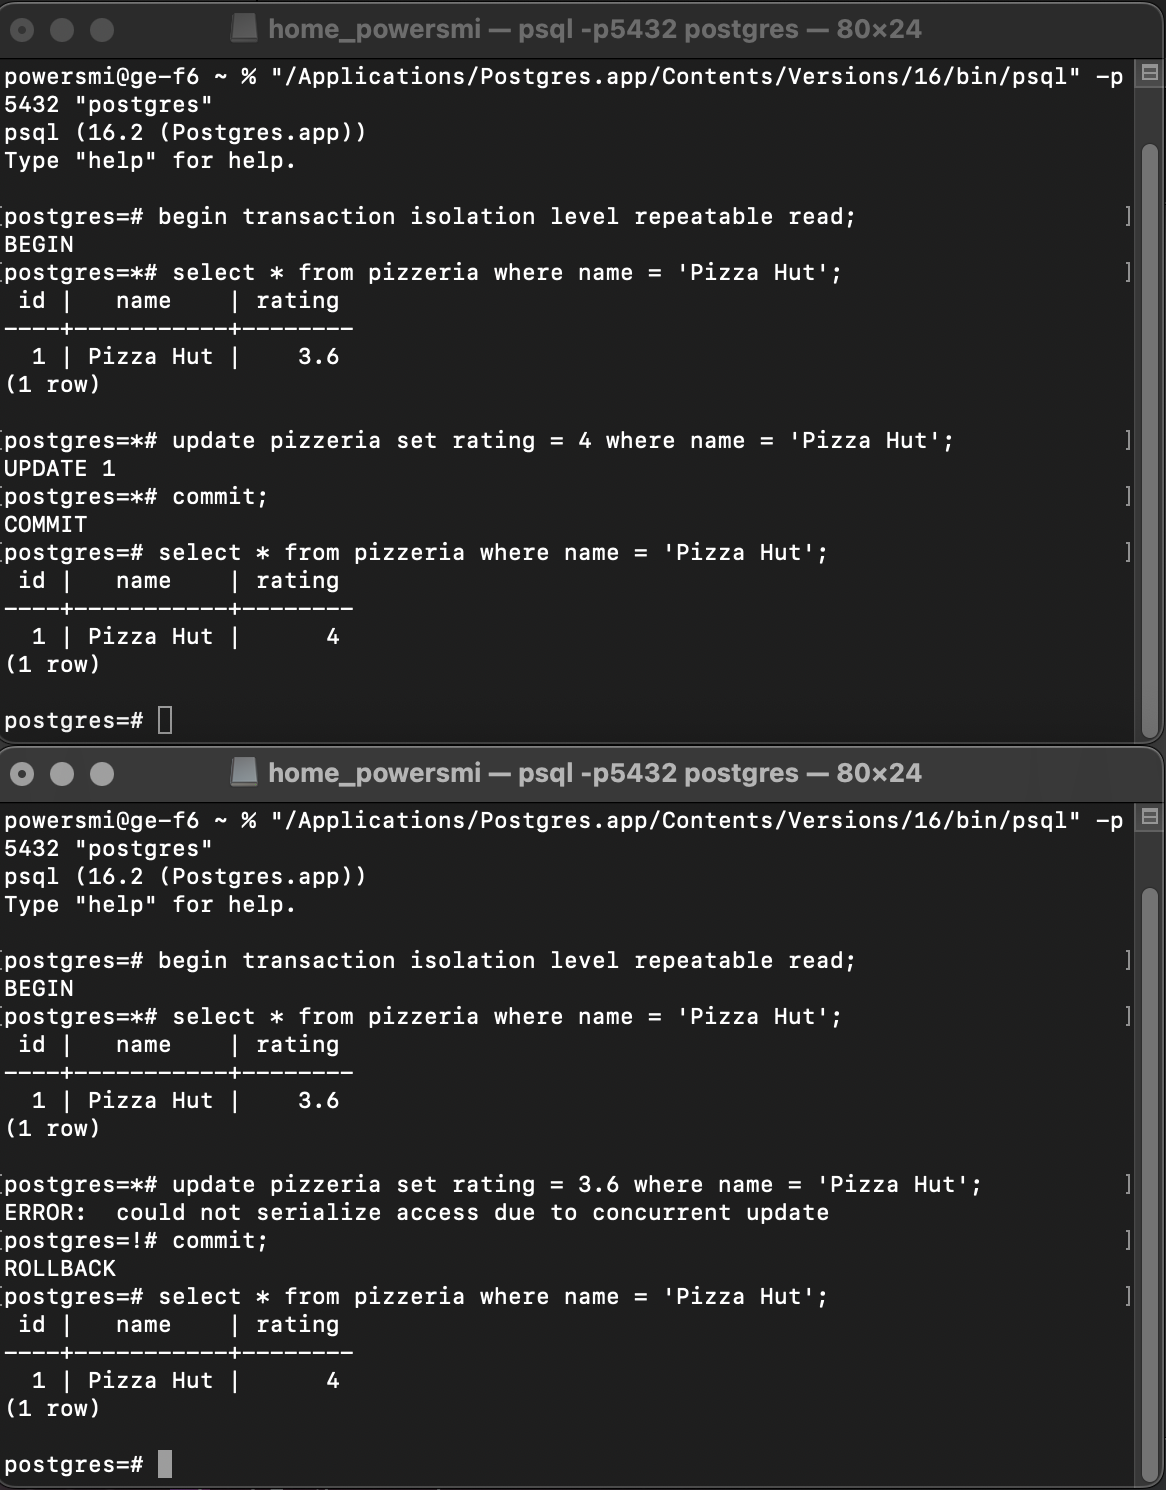 home_powersmi — psql -p5432 postgres — 80×24
powersmi@ge-f6 ~ % "/Applications/Postgres.app/Contents/Versions/16/bin/psql" -p
5432 "postgres"
psql (16.2 (Postgres.app))
Type "help" for help.
[postgres=# begin transaction isolation level repeatable read; ]
BEGIN
[postgres=*# select * from pizzeria where name = 'Pizza Hut'; ]
 id |   name    | rating
----+-----------+--------
  1 | Pizza Hut |    3.6
(1 row)
[postgres=*# update pizzeria set rating = 4 where name = 'Pizza Hut'; ]
UPDATE 1
[postgres=*# commit; ]
COMMIT
[postgres=# select * from pizzeria where name = 'Pizza Hut'; ]
 id |   name    | rating
----+-----------+--------
  1 | Pizza Hut |      4
(1 row)
postgres=#
home_powersmi — psql -p5432 postgres — 80×24
powersmi@ge-f6 ~ % "/Applications/Postgres.app/Contents/Versions/16/bin/psql" -p
5432 "postgres"
psql (16.2 (Postgres.app))
Type "help" for help.
[postgres=# begin transaction isolation level repeatable read; ]
BEGIN
[postgres=*# select * from pizzeria where name = 'Pizza Hut'; ]
 id |   name    | rating
----+-----------+--------
  1 | Pizza Hut |    3.6
(1 row)
[postgres=*# update pizzeria set rating = 3.6 where name = 'Pizza Hut'; ]
ERROR:  could not serialize access due to concurrent update
[postgres=!# commit; ]
ROLLBACK
[postgres=# select * from pizzeria where name = 'Pizza Hut'; ]
 id |   name    | rating
----+-----------+--------
  1 | Pizza Hut |      4
(1 row)
postgres=#